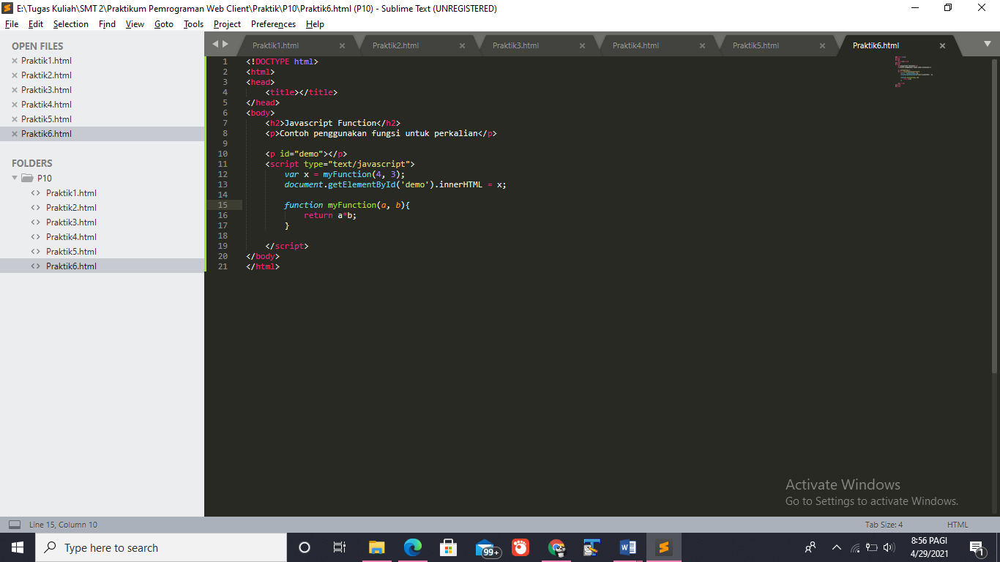 E:\Tugas Kuliah\SMT 2\Praktikum Pemrograman Web Client\Praktik\P10\Praktik6.html (P10) - Sublime Text (UNREGISTERED)
File Edit Selection Find View Goto Tools Project Preferences Help
OPEN FILES
Praktik1.html
Praktik2.html
Praktik3.html
Praktik4.html
Praktik5.html
Praktik6.html
FOLDERS
P10
Praktik1.html
Praktik2.html
Praktik3.html
Praktik4.html
Praktik5.html
Praktik6.html
Praktik1.html Praktik2.html Praktik3.html Praktik4.html Praktik5.html Praktik6.html
1 <!DOCTYPE html>
2 <html>
3 <head>
4 <title></title>
5 </head>
6 <body>
7 <h2>Javascript Function</h2>
8 <p>Contoh penggunakan fungsi untuk perkalian</p>
9
10 <p id="demo"></p>
11 <script type="text/javascript">
12 var x = myFunction(4, 3);
13 document.getElementById('demo').innerHTML = x;
14
15 function myFunction(a, b){
16 return a*b;
17 }
18
19 </script>
20 </body>
21 </html>
Activate Windows
Go to Settings to activate Windows.
Line 15, Column 10 Tab Size: 4 HTML
Type here to search
99+
8:56 PAGI
4/29/2021
1